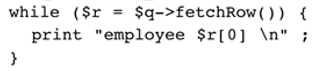 while ($r = $q->fetchRow()) {
print "employee $r[0] \n" ;
}